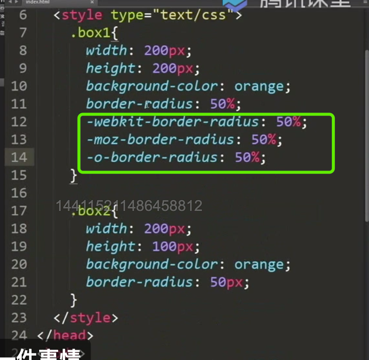 index.html
腾讯课堂
6 <style type="text/css">
7 .box1{
8 width: 200px;
9 height: 200px;
10 background-color: orange;
11 border-radius: 50%;
12 -webkit-border-radius: 50%;
13 -moz-border-radius: 50%;
14 -o-border-radius: 50%;
15 }
16
144115211486458812
17 .box2{
18 width: 200px;
19 height: 100px;
20 background-color: orange;
21 border-radius: 50px;
22 }
23 </style>
24 </head>
一件事情